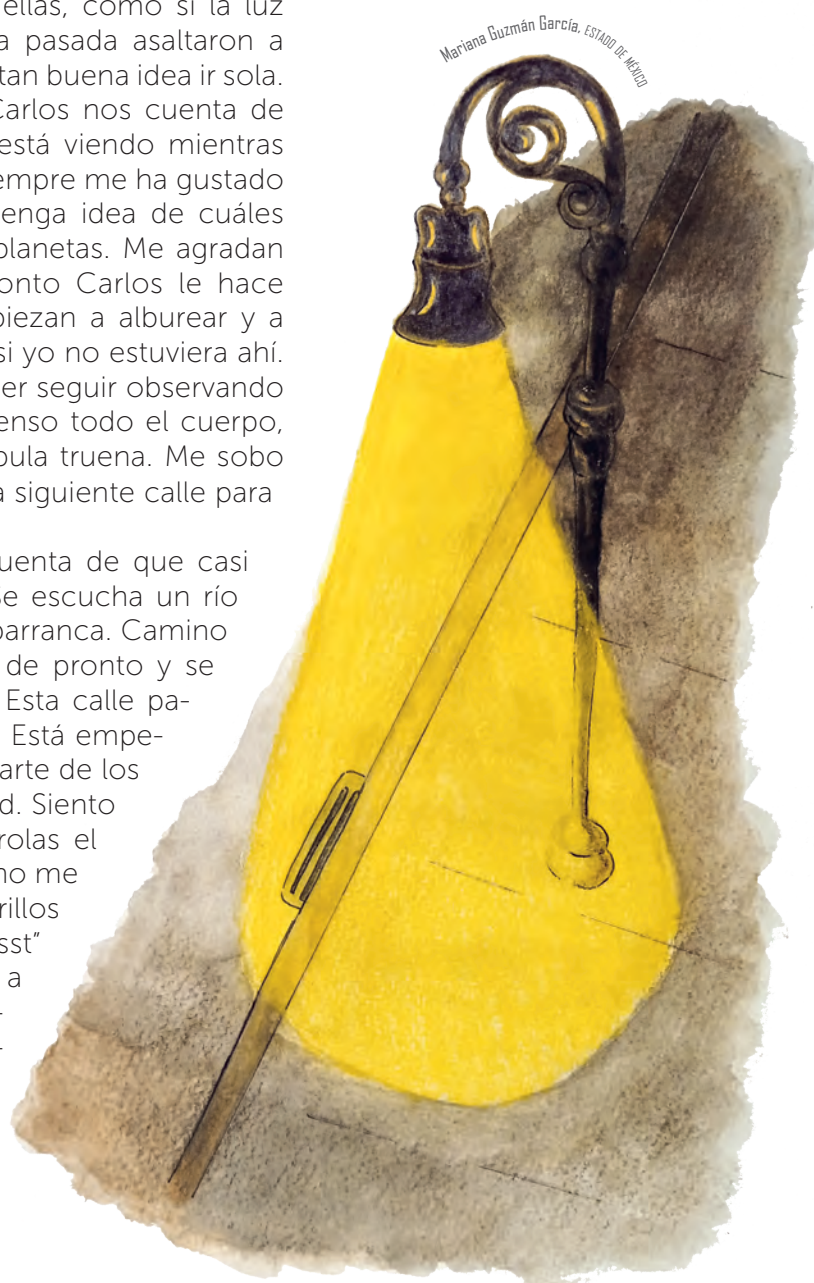 ellas, como si la luz
a pasada asaltaron a
tan buena idea ir sola.
Carlos nos cuenta de
está viendo mientras
empre me ha gustado
enga idea de cuáles
planetas. Me agradan
onto Carlos le hace
piezan a alburear y a
si yo no estuviera ahí.
er seguir observando
enso todo el cuerpo,
bula truena. Me sobo
a siguiente calle para
uenta de que casi
Se escucha un río
barranca. Camino
de pronto y se
Esta calle pa-
Está empe-
arte de los
d. Siento
rolas el
no me
rillos
sst”
a
-
-
Mariana Guzmán García, ESTADO DE MÉXICO